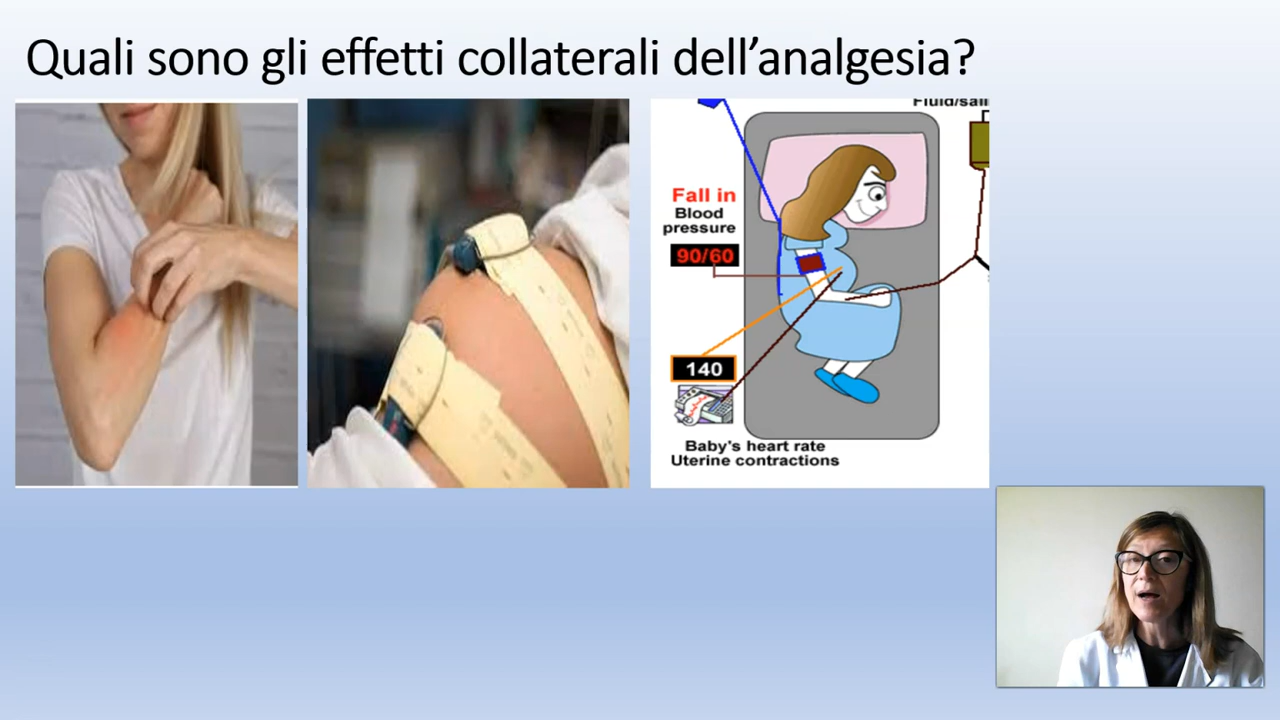 Quali sono gli effetti collaterali dell’analgesia?
Fall in
Blood
pressure
90/60
140
Baby's heart rate
Uterine contractions